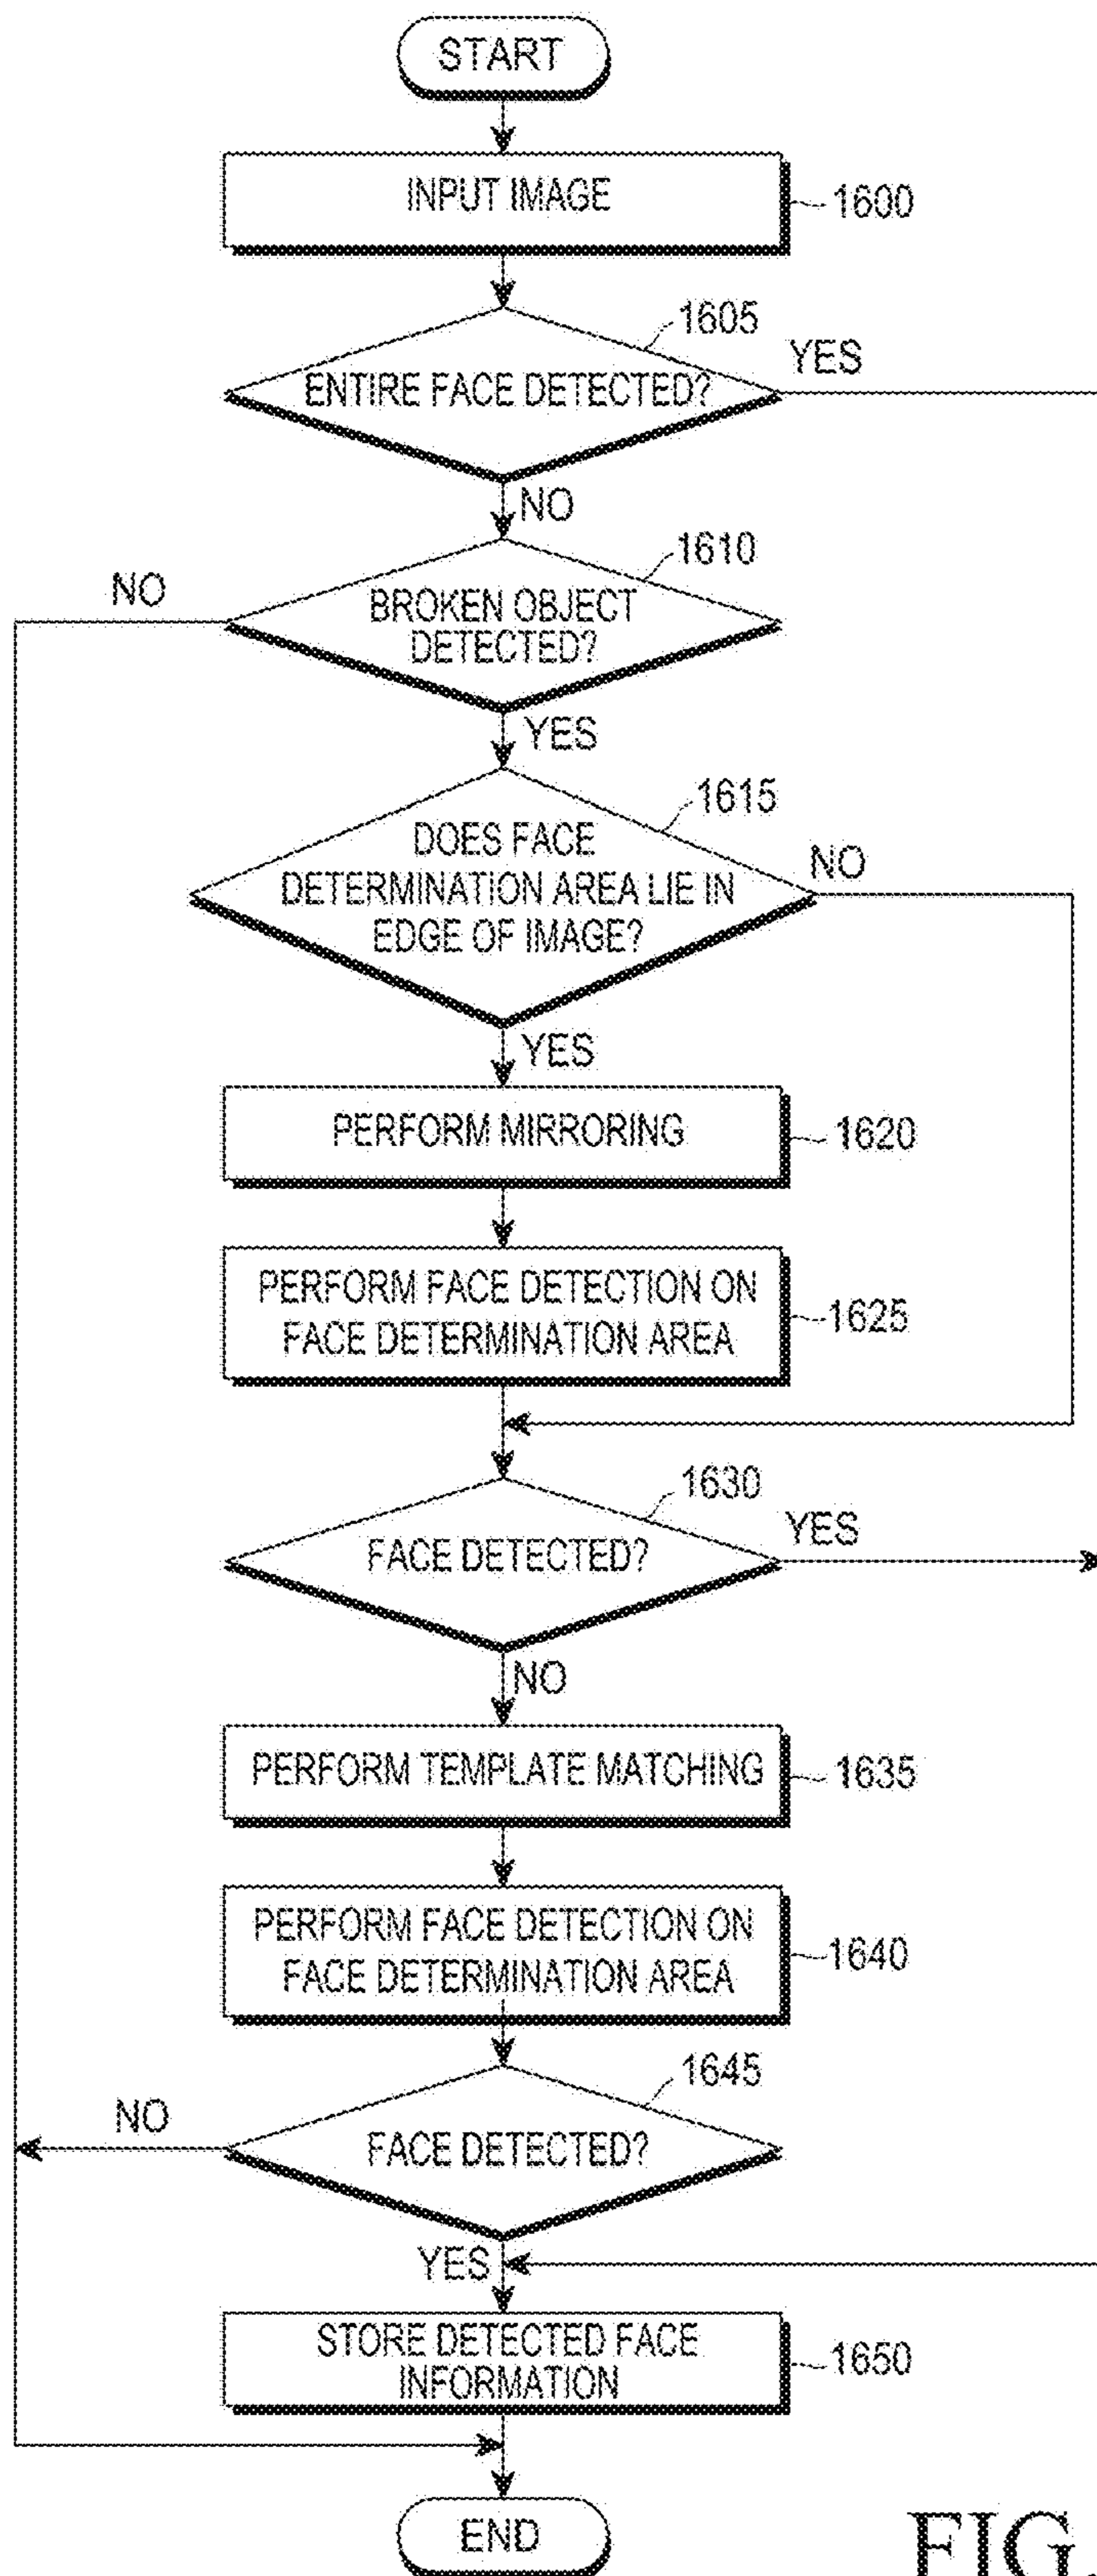 START
INPUT IMAGE
1600
1605
YES
ENTIRE FACE DETECTED?
NO
1610
NO
BROKEN OBJECT
DETECTED?
YES
1615
DOES FACE
NO
DETERMINATION AREA LIE IN
EDGE OF IMAGE?
YES
PERFORM MIRRORING
1620
PERFORM FACE DETECTION ON
FACE DETERMINATION AREA
1625
1630
YES
FACE DETECTED?
NO
PERFORM TEMPLATE MATCHING
1635
PERFORM FACE DETECTION ON
FACE DETERMINATION AREA
1640
1645
NO
FACE DETECTED?
YES
STORE DETECTED FACE
INFORMATION
1650
END
FIG.